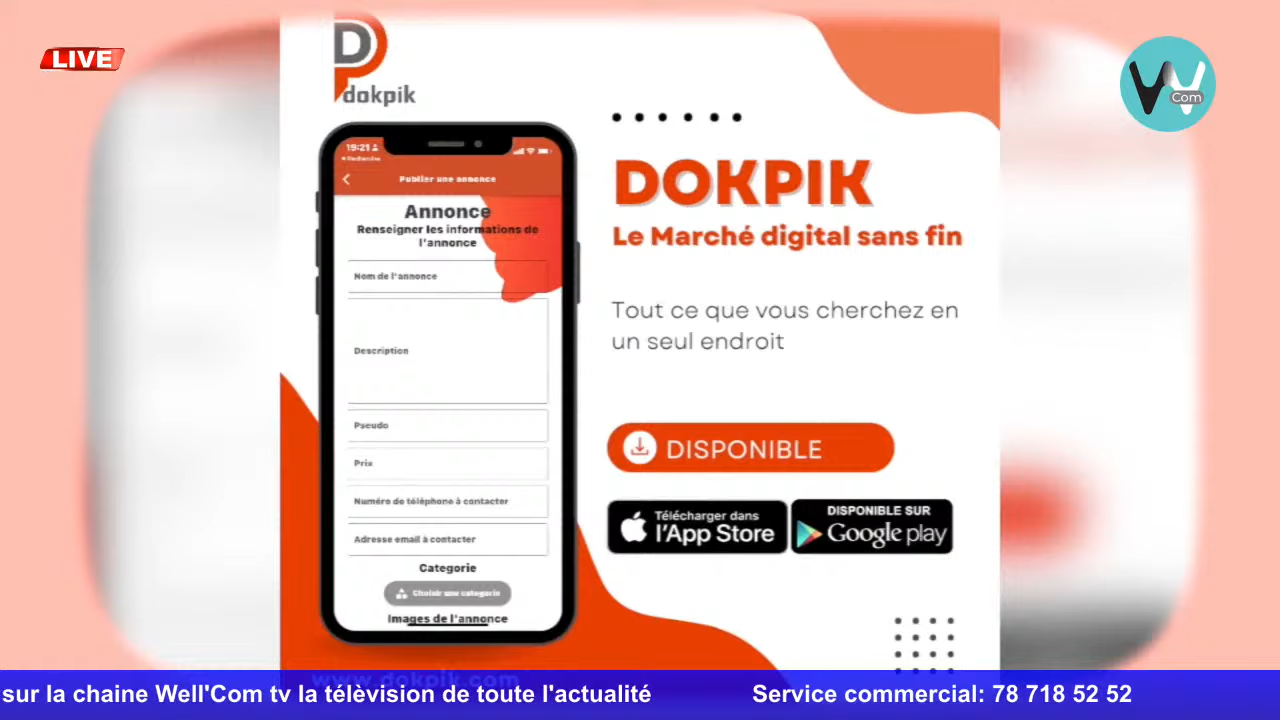 LIVE
W Com
dokpik
19:21
Recherche
Publier une annonce
Annonce
Renseigner les informations de
l'annonce
Nom de l'annonce
Description
Pseudo
Prix
Numéro de téléphone à contacter
Adresse email à contacter
Categorie
Choisir une categorie
Images de l'annonce
DOKPIK
Le Marché digital sans fin
Tout ce que vous cherchez en
un seul endroit
DISPONIBLE
Télécharger dans
l'App Store
DISPONIBLE SUR
Google play
www.dokpik.com
sur la chaine Well'Com tv la télèvision de toute l'actualité
Service commercial: 78 718 52 52